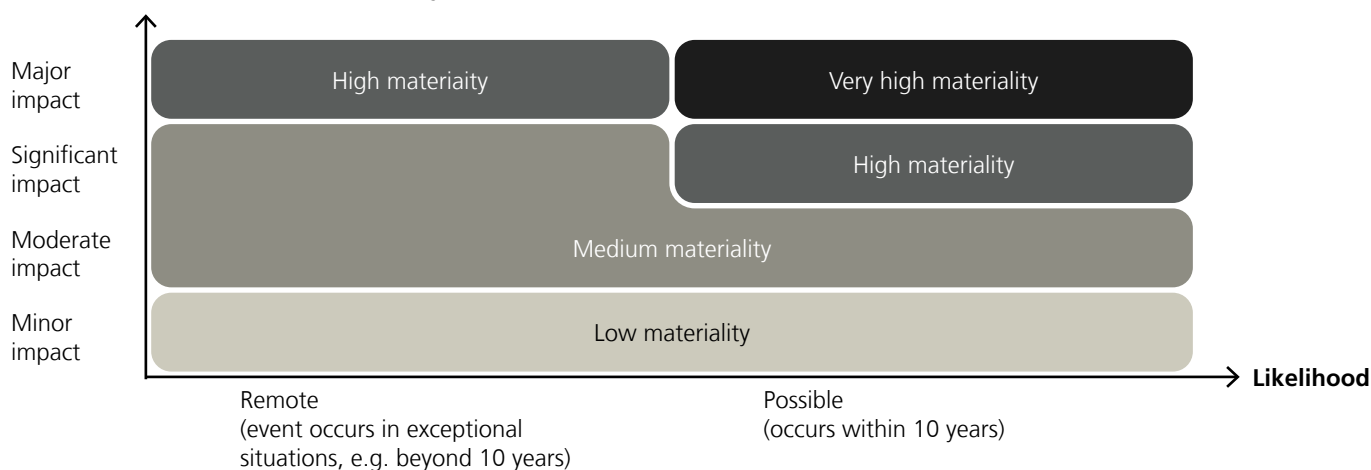 Major
impact
High materiaity
Very high materiality
Significant
impact
High materiality
Moderate
impact
Medium materiality
Minor
impact
Low materiality
Likelihood
Remote
(event occurs in exceptional
situations, e.g. beyond 10 years)
Possible
(occurs within 10 years)